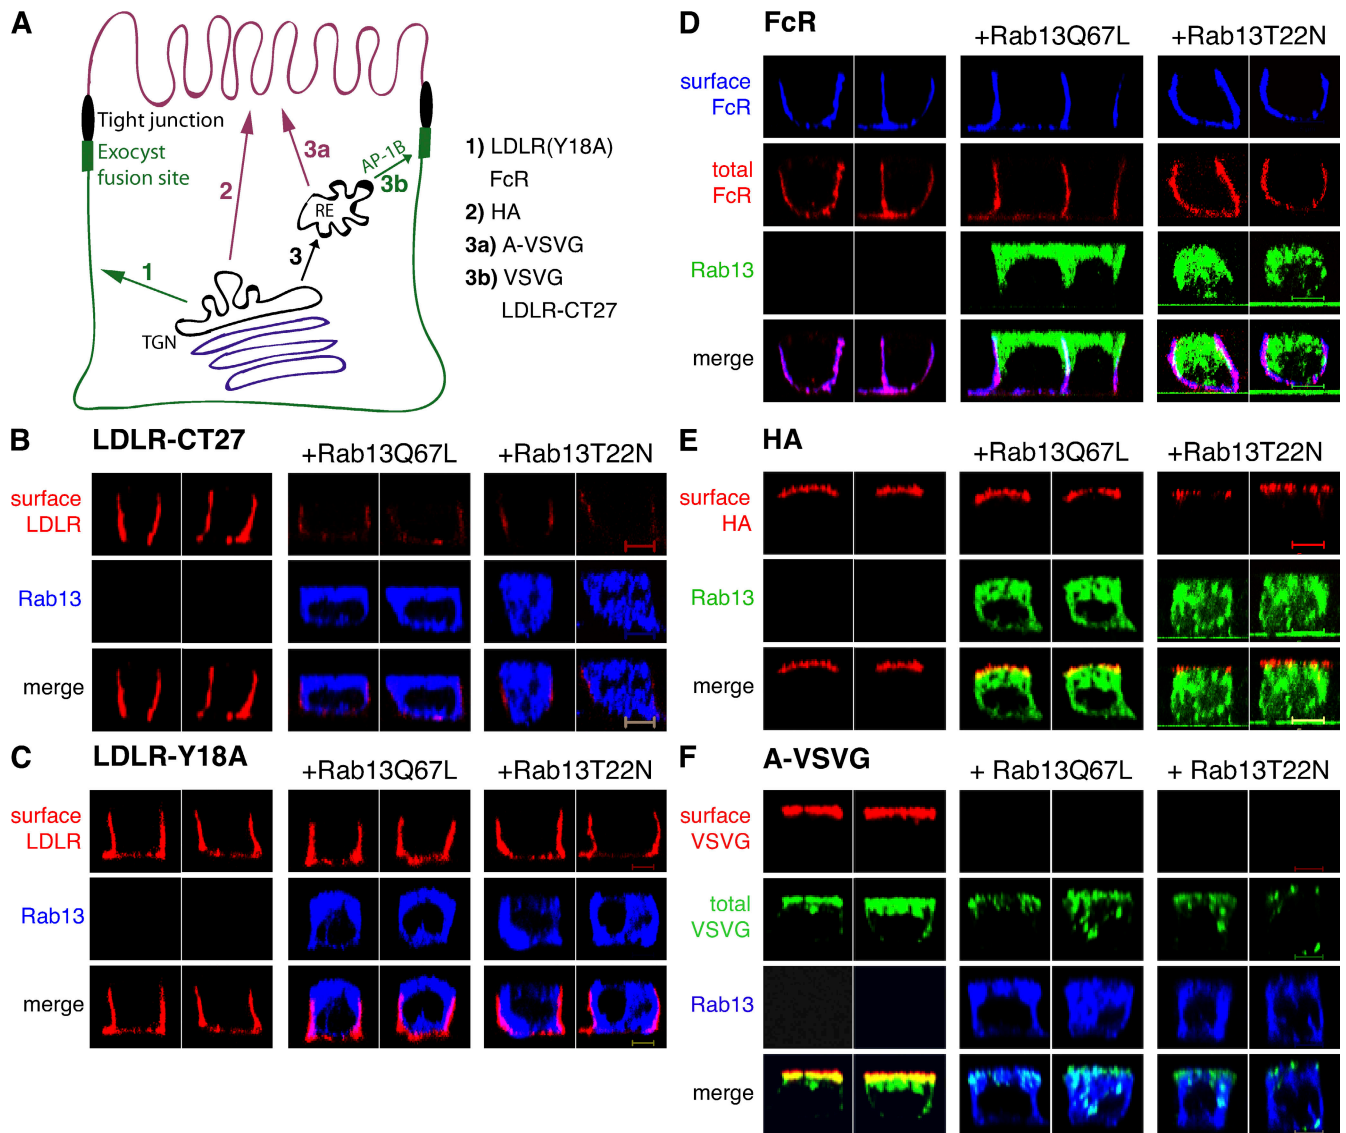 A
Tight junction
Exocyst
fusion site
1
2
3
3a
AP-1B
3b
RE
TGN
1) LDLR(Y18A)
FcR
2) HA
3a) A-VSVG
3b) VSVG
LDLR-CT27
B LDLR-CT27
+Rab13Q67L +Rab13T22N
surface
LDLR
Rab13
merge
C LDLR-Y18A
+Rab13Q67L +Rab13T22N
surface
LDLR
Rab13
merge
D FcR
+Rab13Q67L +Rab13T22N
surface
FcR
total
FcR
Rab13
merge
E HA
+Rab13Q67L +Rab13T22N
surface
HA
Rab13
merge
F A-VSVG
+ Rab13Q67L + Rab13T22N
surface
VSVG
total
VSVG
Rab13
merge